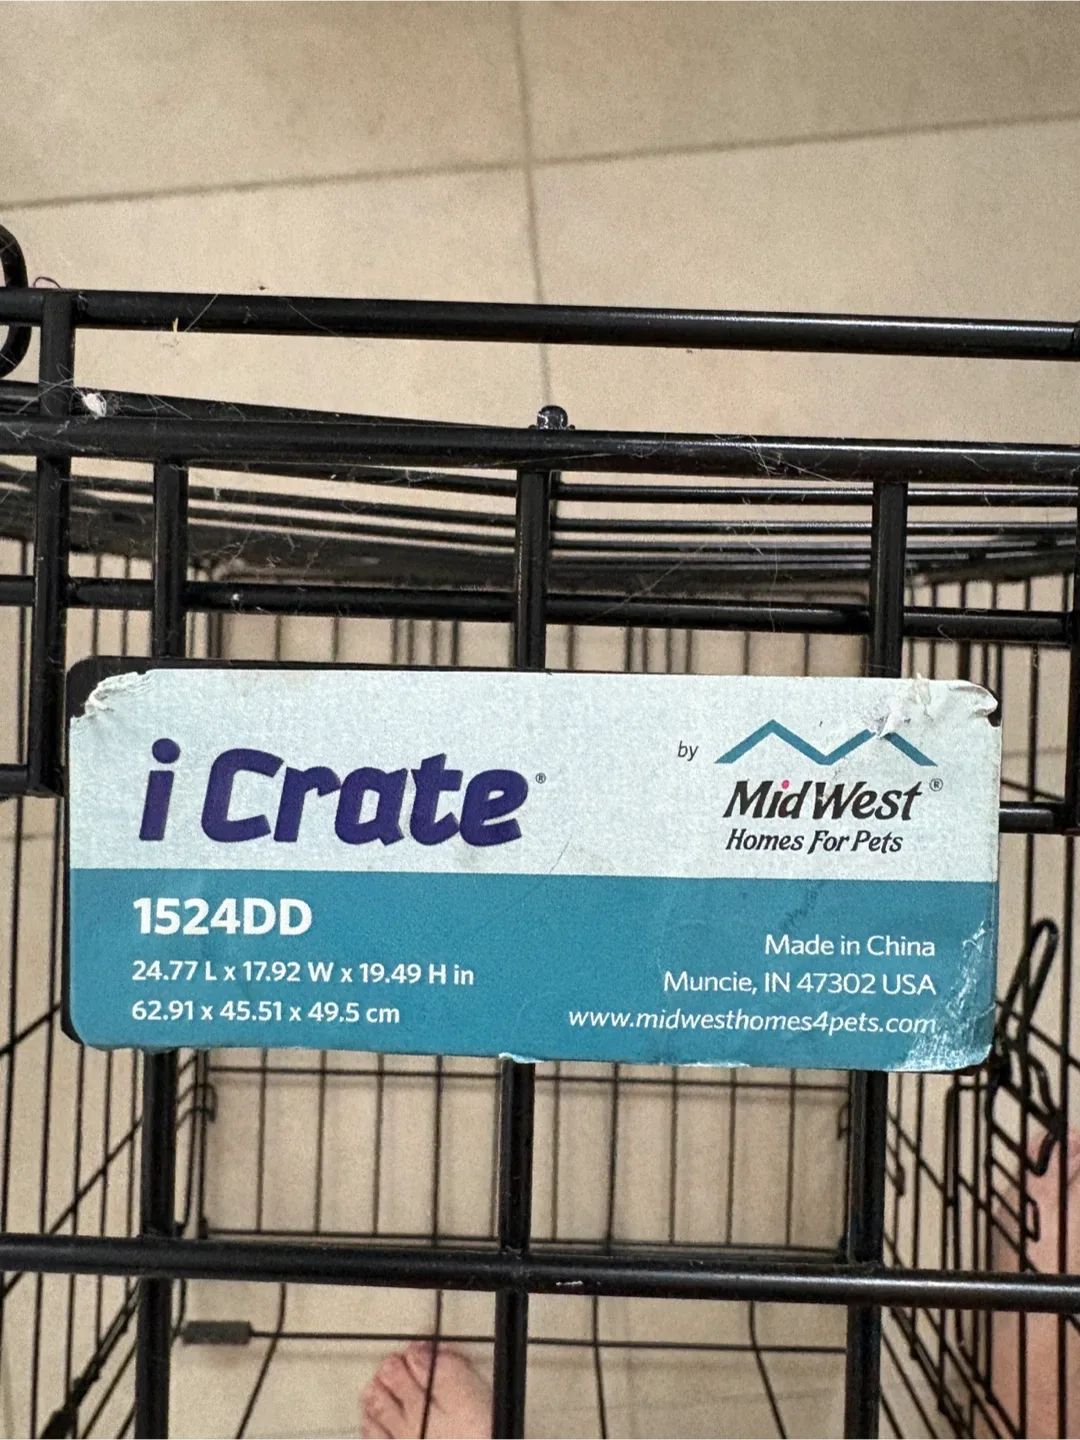 i Crate®
by MidWest®
Homes For Pets
1524DD
24.77 L x 17.92 W x 19.49 H in
62.91 x 45.51 x 49.5 cm
Made in China
Muncie, IN 47302 USA
www.midwesthomes4pets.com